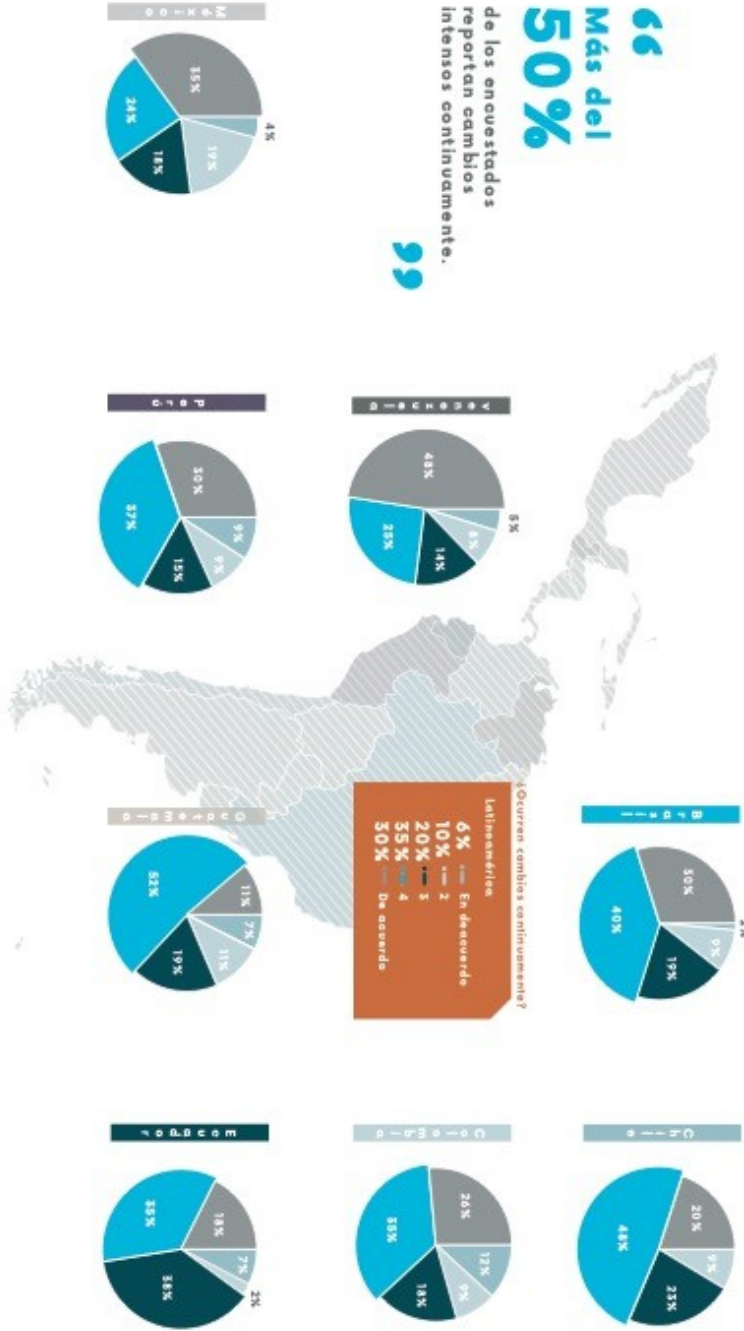 “
Más del
50%
de los encuestados
reportan cambios
intensos continuamente.
”
Brasil
9%
19%
40%
30%
Chile
9%
23%
48%
20%
¿Ocurren cambios continuamente?
Latinoamérica
6% En deacuerdo
10% 2
20% 3
35% 4
30% De acuerdo
Venezuela
5%
8%
14%
25%
48%
Colombia
12%
9%
18%
35%
26%
México
4%
19%
18%
24%
35%
Perú
9%
9%
15%
37%
30%
Guatemala
7%
11%
19%
52%
11%
Ecuador
7%
2%
38%
35%
18%